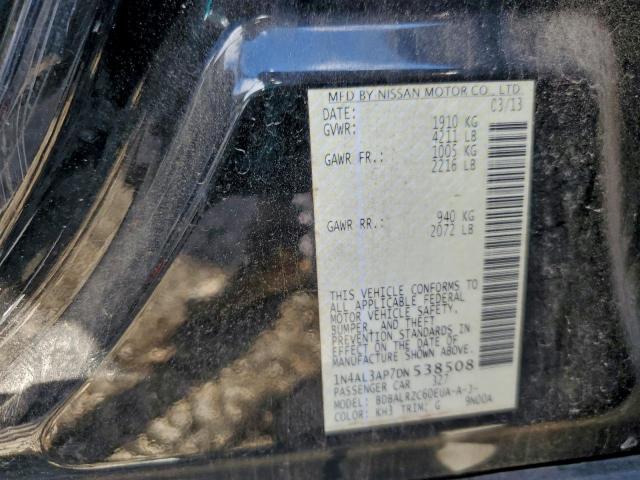 MFD BY NISSAN MOTOR CO., LTD.
DATE: 03/13
GVWR: 1910 KG
4211 LB
GAWR FR.: 1005 KG
2216 LB
GAWR RR.: 940 KG
2072 LB
THIS VEHICLE CONFORMS TO
ALL APPLICABLE FEDERAL
MOTOR VEHICLE SAFETY,
BUMPER, AND THEFT
PREVENTION STANDARDS IN
EFFECT ON THE DATE OF
MANUFACTURE SHOWN ABOVE.
1N4AL3AP7DN538508
PASSENGER CAR 327
MODEL: BDBALRZC60EUA-A-J-
COLOR: KH3 TRIM: G 9N00A